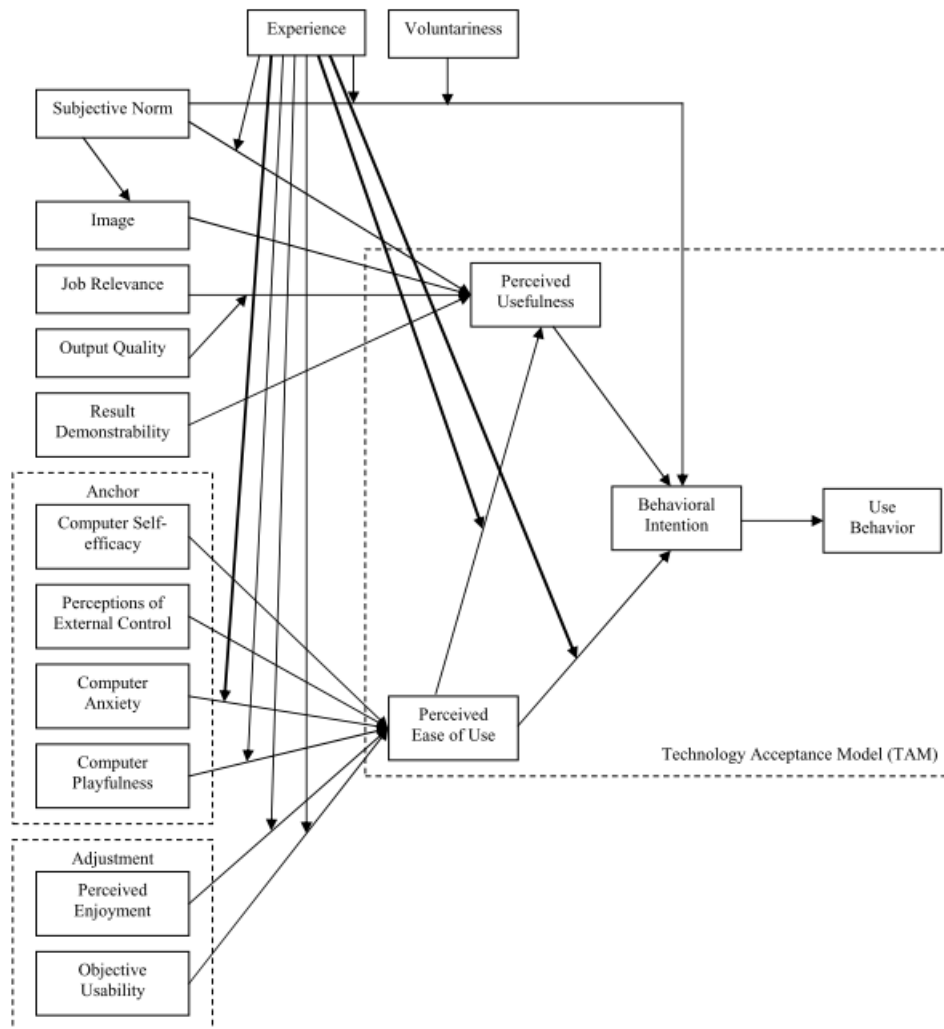 Experience
Voluntariness
Subjective Norm
Image
Job Relevance
Output Quality
Result
Demonstrability
Anchor
Computer Self-
efficacy
Perceptions of
External Control
Computer
Anxiety
Computer
Playfulness
Adjustment
Perceived
Enjoyment
Objective
Usability
Perceived
Usefulness
Perceived
Ease of Use
Behavioral
Intention
Use
Behavior
Technology Acceptance Model (TAM)